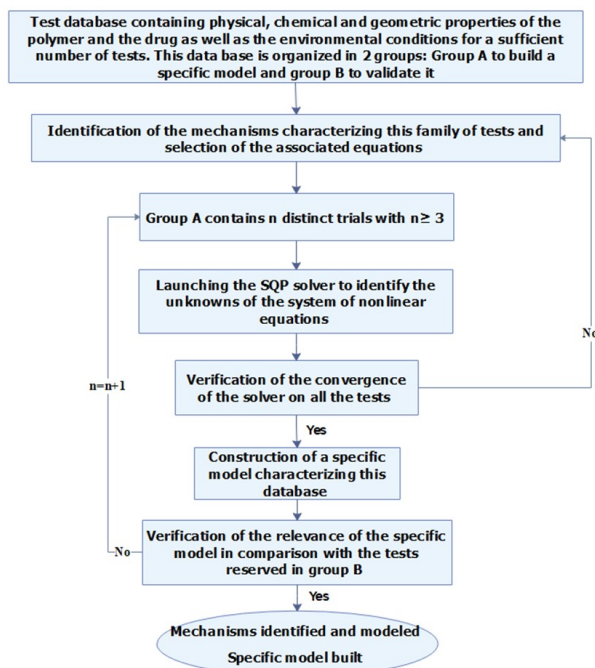 Test database containing physical, chemical and geometric properties of the
polymer and the drug as well as the environmental conditions for a sufficient
number of tests. This data base is organized in 2 groups: Group A to build a
specific model and group B to validate it
Identification of the mechanisms characterizing this family of tests and
selection of the associated equations
Group A contains n distinct trials with n≥ 3
Launching the SQP solver to identify the
unknowns of the system of nonlinear
equations
No
n=n+1
Verification of the convergence
of the solver on all the tests
Yes
Construction of a specific
model characterizing this
database
Verification of the relevance of the specific
model in comparison with the tests
reserved in group B
No
Yes
Mechanisms identified and modeled
Specific model built